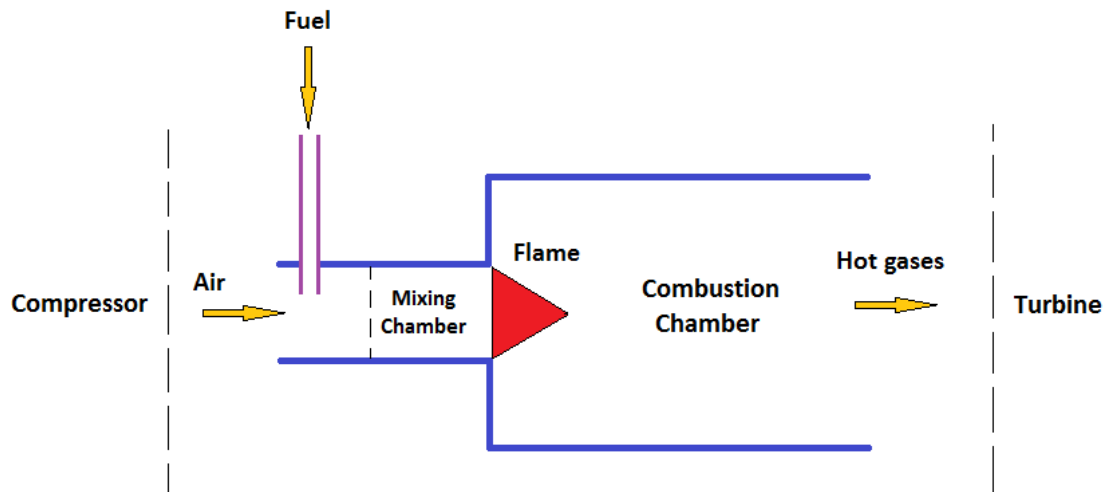 Fuel
Air
Compressor
Mixing
Chamber
Flame
Combustion
Chamber
Hot gases
Turbine